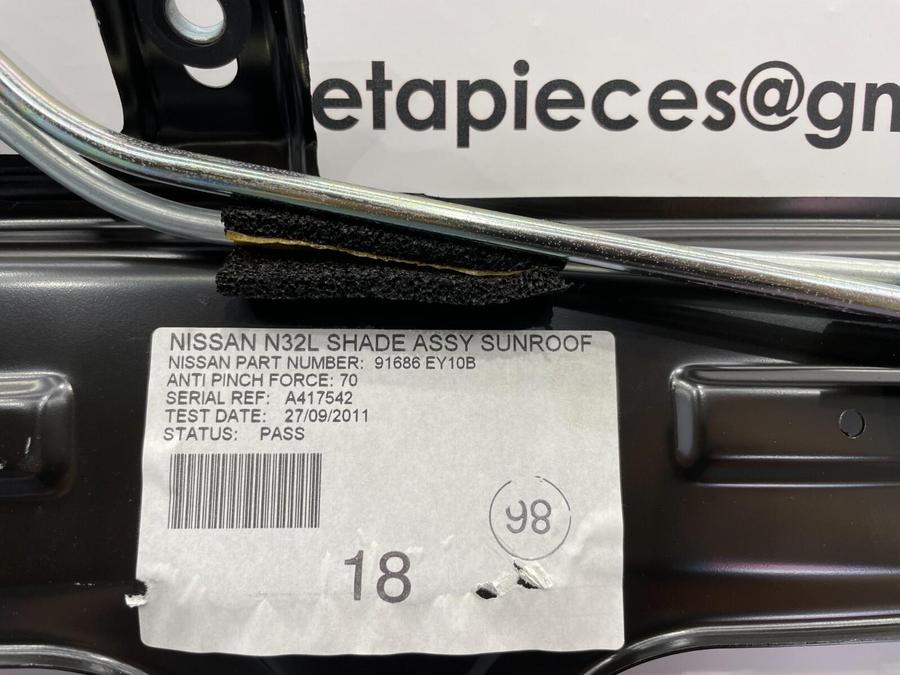 etapieces@gm
NISSAN N32L SHADE ASSY SUNROOF
NISSAN PART NUMBER: 91686 EY10B
ANTI PINCH FORCE: 70
SERIAL REF: A417542
TEST DATE: 27/09/2011
STATUS: PASS
98
18